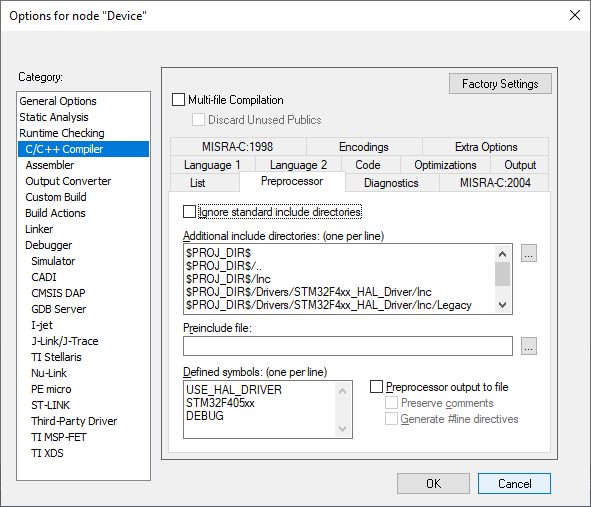 Options for node "Device"
Category:
General Options
Static Analysis
Runtime Checking
C/C++ Compiler
Assembler
Output Converter
Custom Build
Build Actions
Linker
Debugger
Simulator
CADI
CMSIS DAP
GDB Server
I-jet
J-Link/J-Trace
TI Stellaris
Nu-Link
PE micro
ST-LINK
Third-Party Driver
TI MSP-FET
TI XDS
Factory Settings
Multi-file Compilation
Discard Unused Publics
MISRA-C:1998 Encodings Extra Options
Language 1 Language 2 Code Optimizations Output
List Preprocessor Diagnostics MISRA-C:2004
Ignore standard include directories
Additional include directories: (one per line)
$PROJ_DIR$
$PROJ_DIR$/..
$PROJ_DIR$/Inc
$PROJ_DIR$/Drivers/STM32F4xx_HAL_Driver/Inc
$PROJ_DIR$/Drivers/STM32F4xx_HAL_Driver/Inc/Legacy
...
Preinclude file:
...
Defined symbols: (one per line)
USE_HAL_DRIVER
STM32F405xx
DEBUG
Preprocessor output to file
Preserve comments
Generate #line directives
OK Cancel